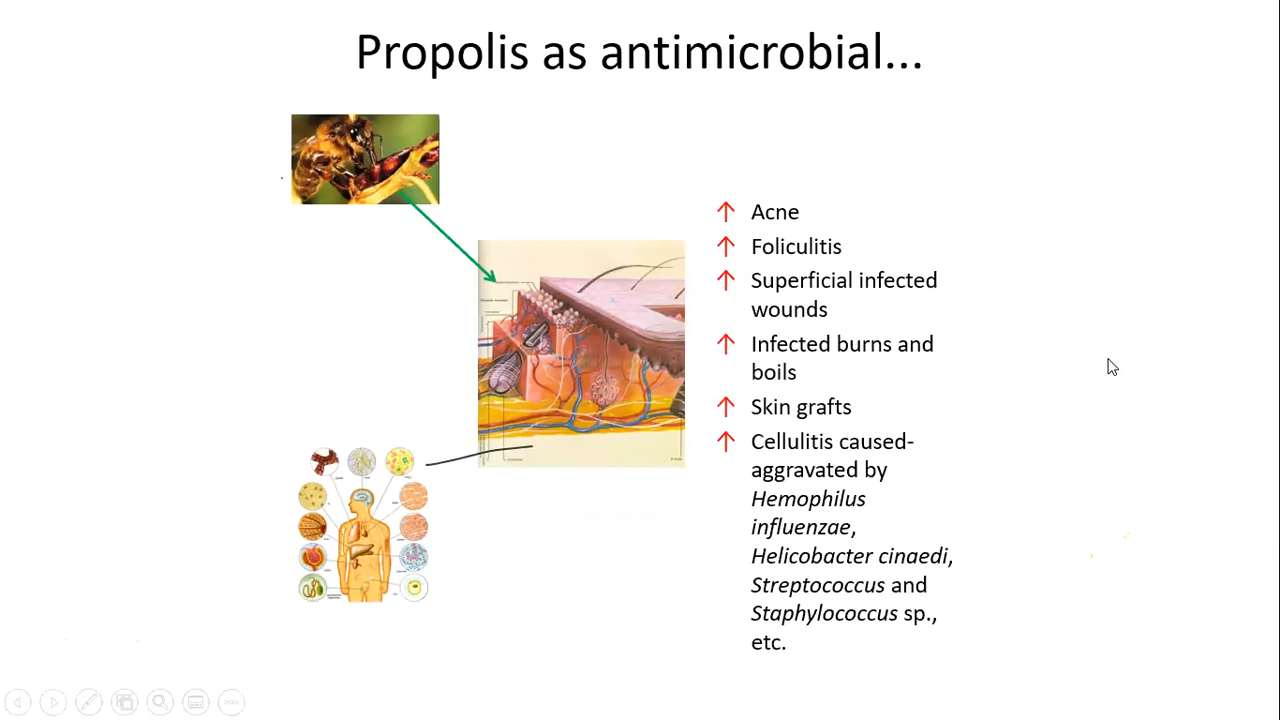 Propolis as antimicrobial...
↑ Acne
↑ Foliculitis
↑ Superficial infected
wounds
↑ Infected burns and
boils
↑ Skin grafts
↑ Cellulitis caused-
aggravated by
Hemophilus
influenzae,
Helicobacter cinaedi,
Streptococcus and
Staphylococcus sp.,
etc.